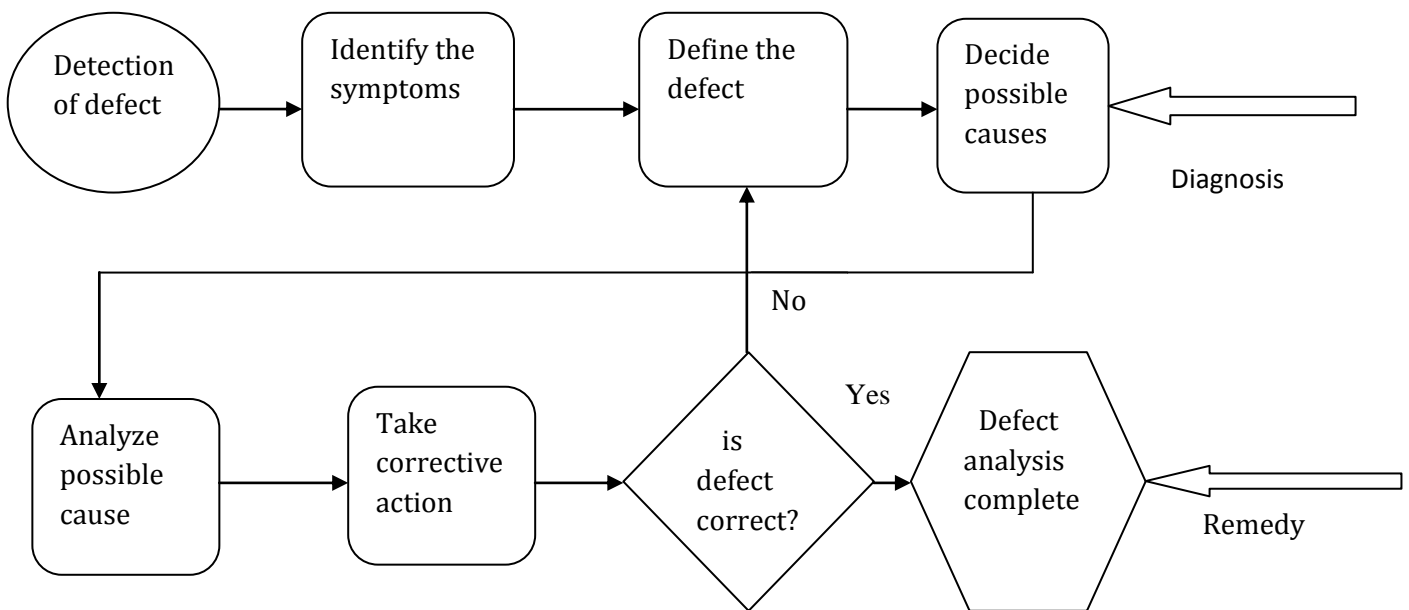 Detection
of defect
Identify the
symptoms
Define the
defect
Decide
possible
causes
Diagnosis
No
Yes
Analyze
possible
cause
Take
corrective
action
is
defect
correct?
Defect
analysis
complete
Remedy